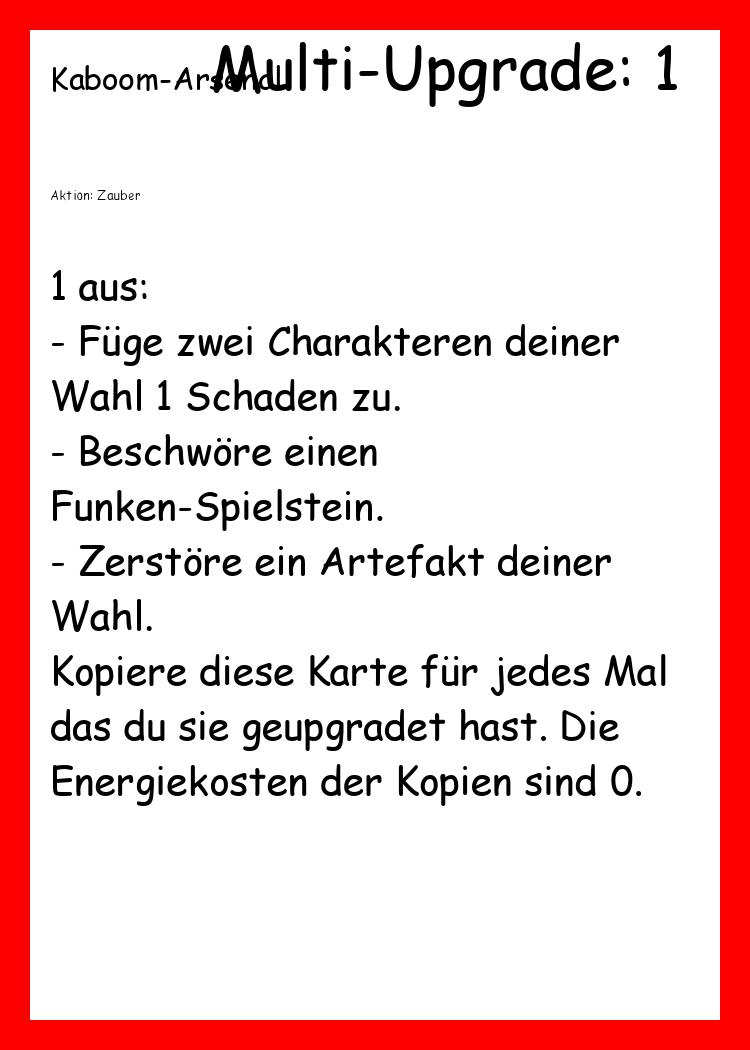 Kaboom-Arsenal
Multi-Upgrade: 1
Aktion: Zauber
1 aus:
- Füge zwei Charakteren deiner
Wahl 1 Schaden zu.
- Beschwöre einen
Funken-Spielstein.
- Zerstöre ein Artefakt deiner
Wahl.
Kopiere diese Karte für jedes Mal
das du sie geupgradet hast. Die
Energiekosten der Kopien sind 0.